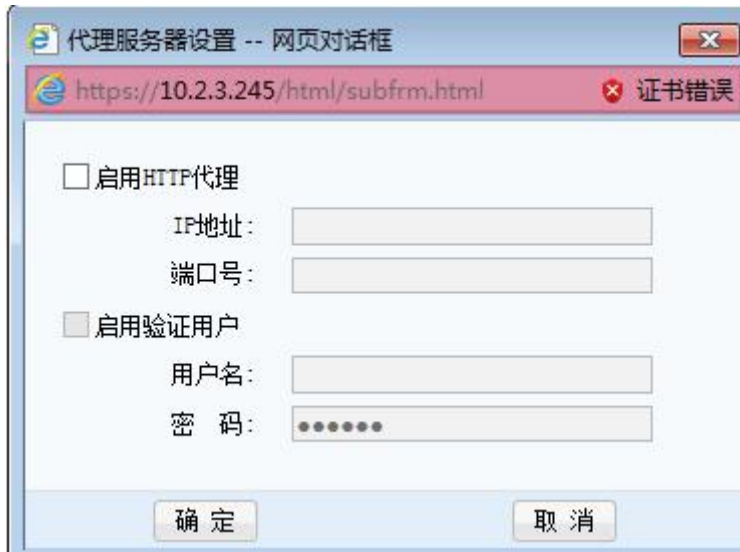 代理服务器设置 -- 网页对话框
https://10.2.3.245/html/subfrm.html 证书错误
启用HTTP代理
IP地址:
端口号:
启用验证用户
用户名:
密 码: ●●●●●●
确 定 取 消